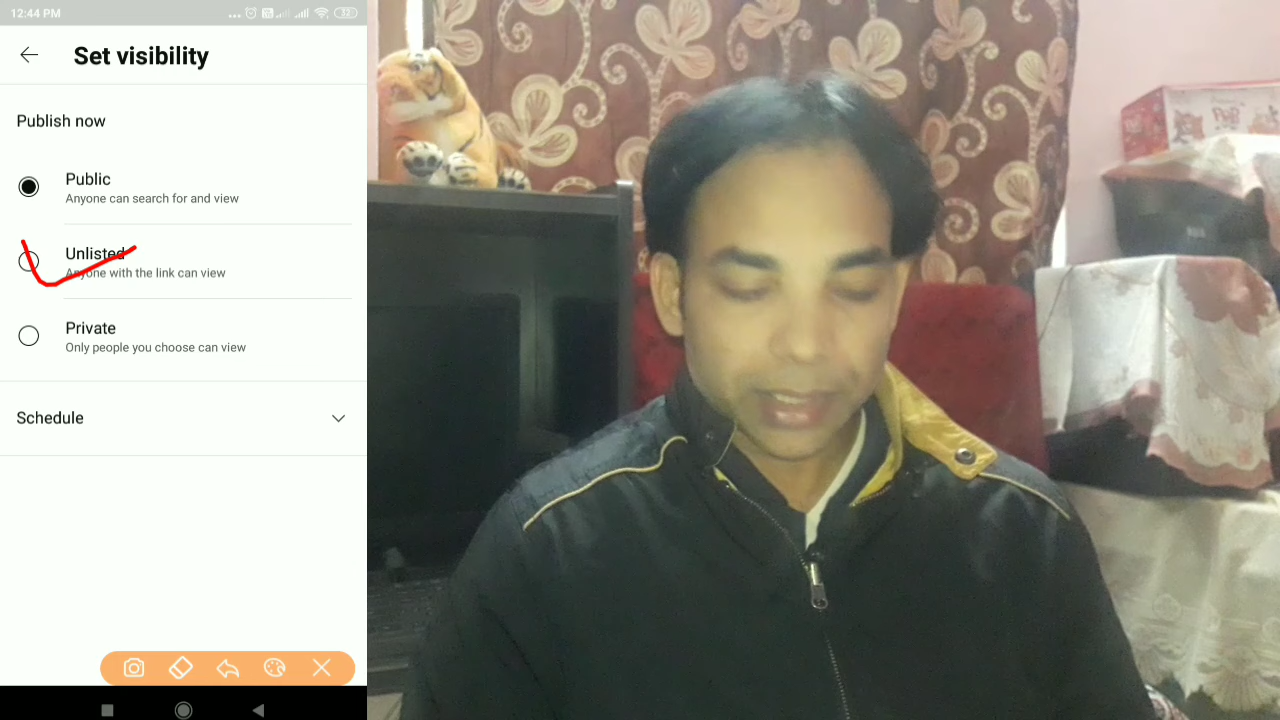 12:44 PM
32
Set visibility
Publish now
Public
Anyone can search for and view
Unlisted
Anyone with the link can view
Private
Only people you choose can view
Schedule